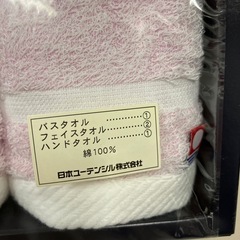 バスタオル————①
フェイスタオル——②
ハンドタオル———①
綿100%
日本ユーテンシル株式会社